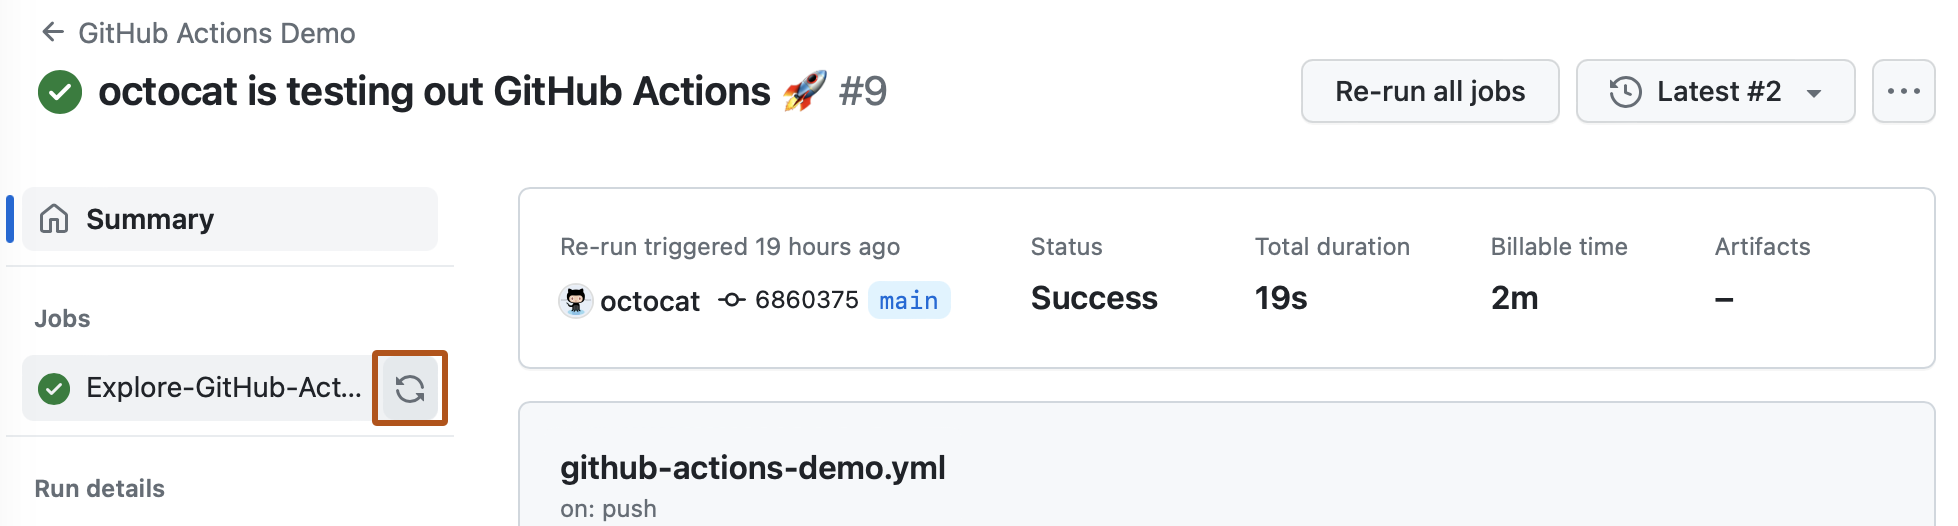 ← GitHub Actions Demo
octocat is testing out GitHub Actions 🚀 #9
Re-run all jobs
Latest #2
Summary
Re-run triggered 19 hours ago
octocat 6860375 main
Status
Success
Total duration
19s
Billable time
2m
Artifacts
–
Jobs
Explore-GitHub-Act...
Run details
github-actions-demo.yml
on: push